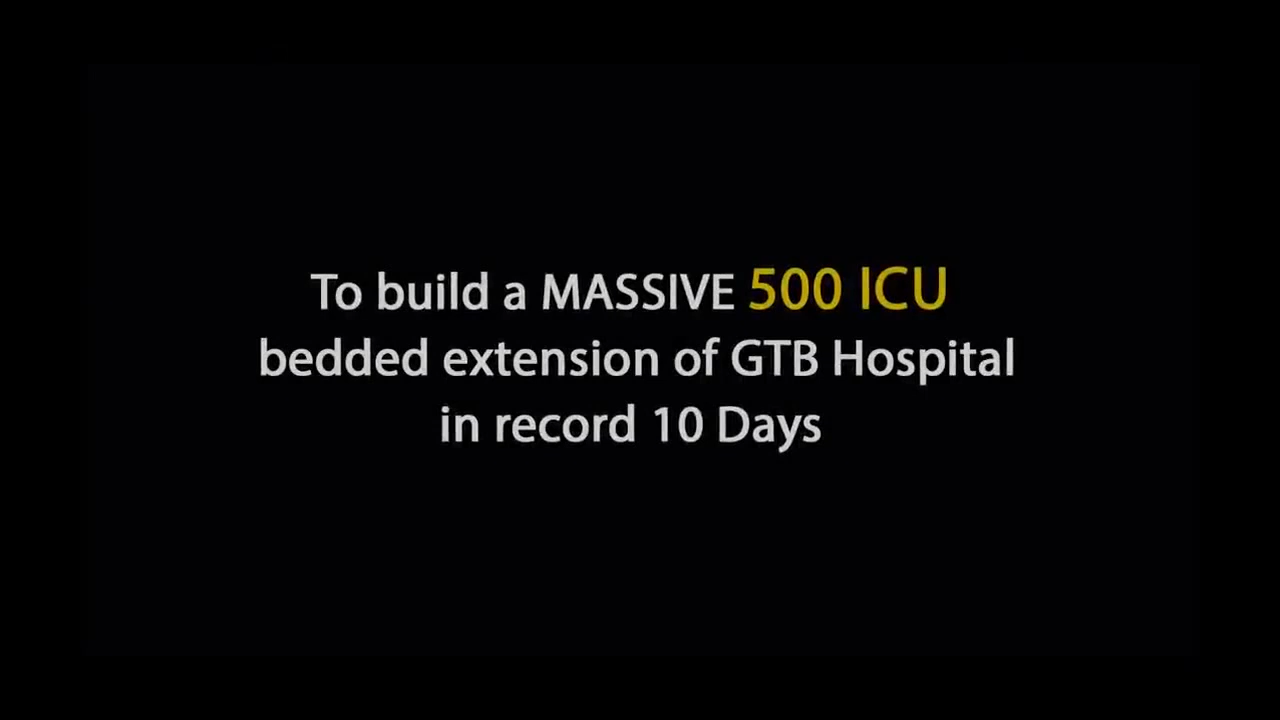 To build a MASSIVE 500 ICU
bedded extension of GTB Hospital
in record 10 Days